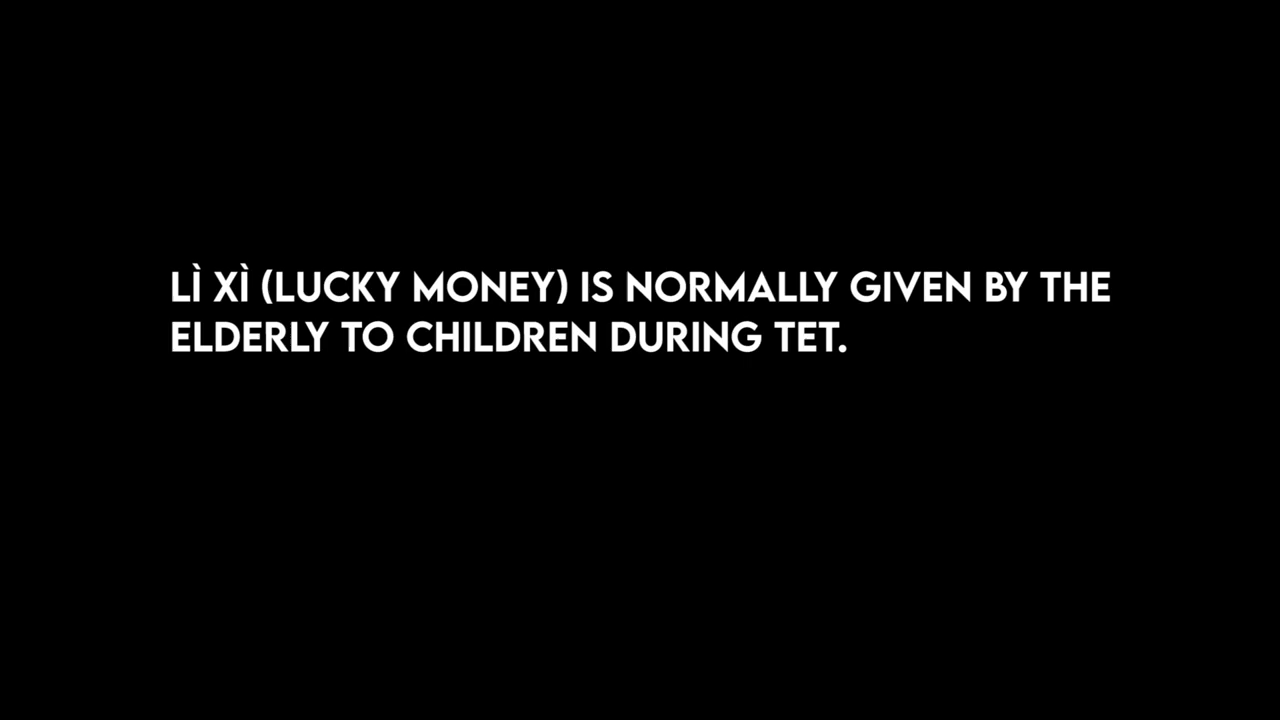 LÌ XÌ (LUCKY MONEY) IS NORMALLY GIVEN BY THE
ELDERLY TO CHILDREN DURING TET.